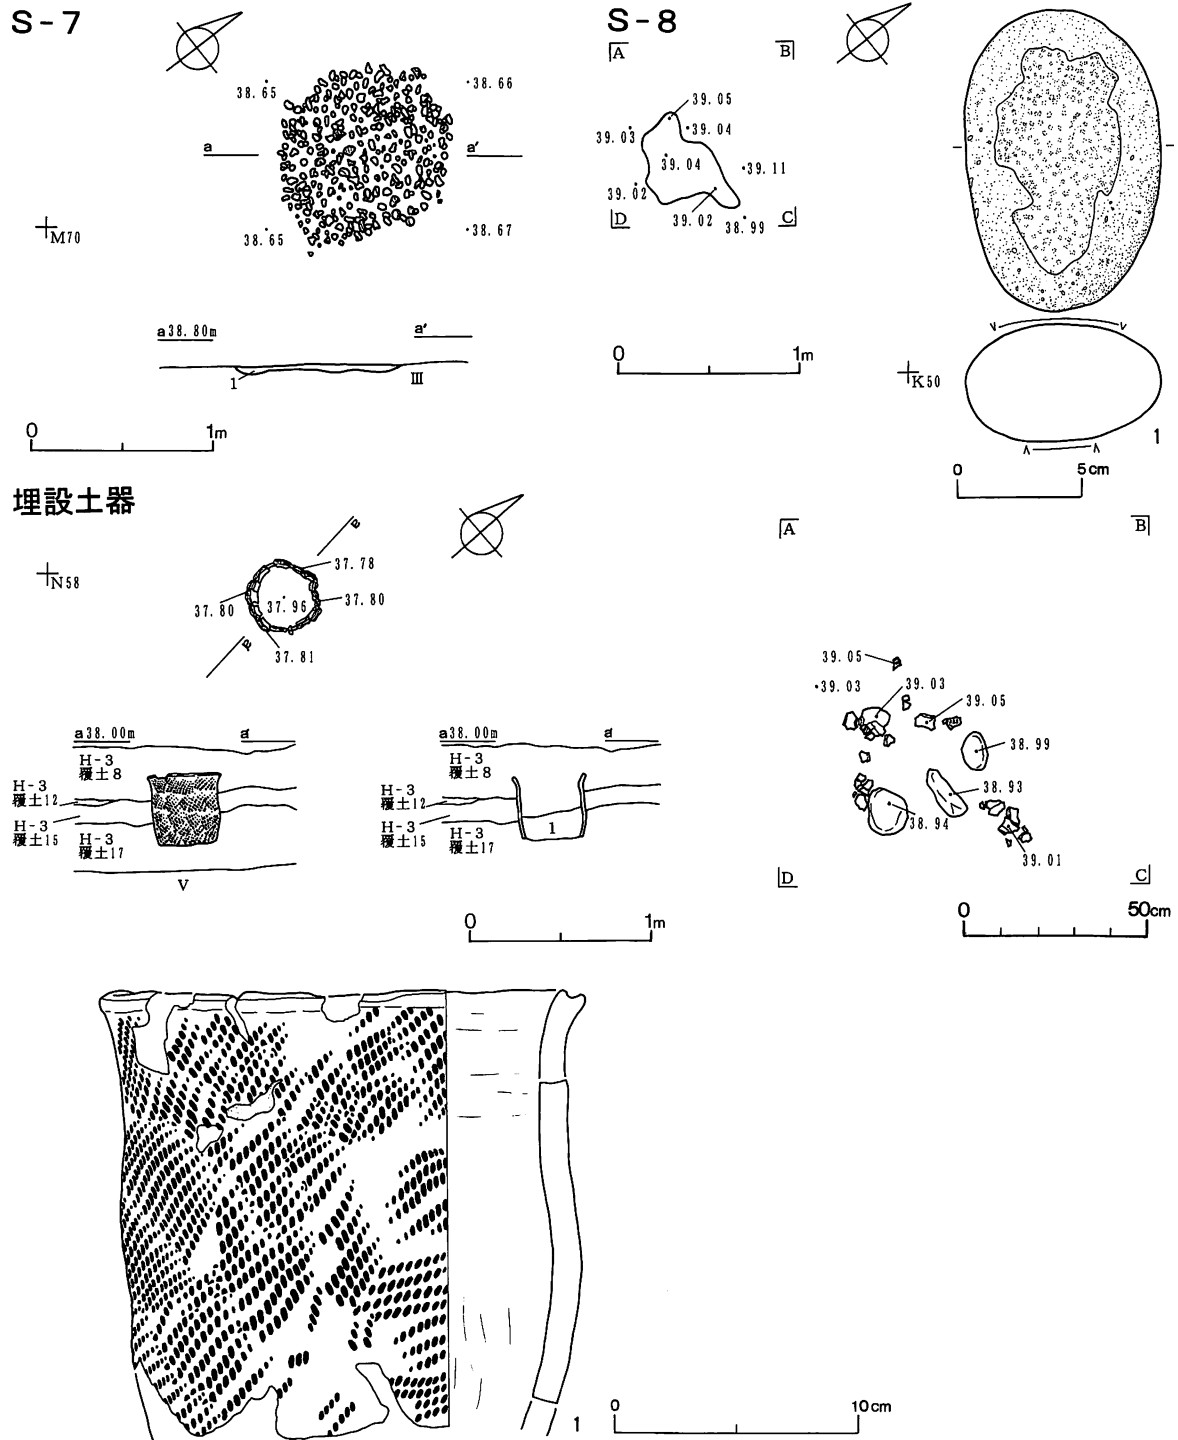 S-7
38.65
38.66
a
a′
M70
38.65
38.67
a38.80m
a′
1
III
0
1m
S-8
A
B
39.05
39.03
39.04
39.04
39.11
39.02
D
39.02
38.99
C
0
1m
K50
1
0
5cm
埋設土器
N58
a′
37.78
37.80
37.96
37.80
a
37.81
a38.00m
a′
H-3
覆土8
H-3
覆土12
H-3
覆土15
H-3
覆土17
V
a38.00m
a′
H-3
覆土8
H-3
覆土12
H-3
覆土15
H-3
覆土17
1
0
1m
A
B
39.05
39.03
39.03
39.05
38.99
38.93
38.94
39.01
D
C
0
50cm
1
0
10cm